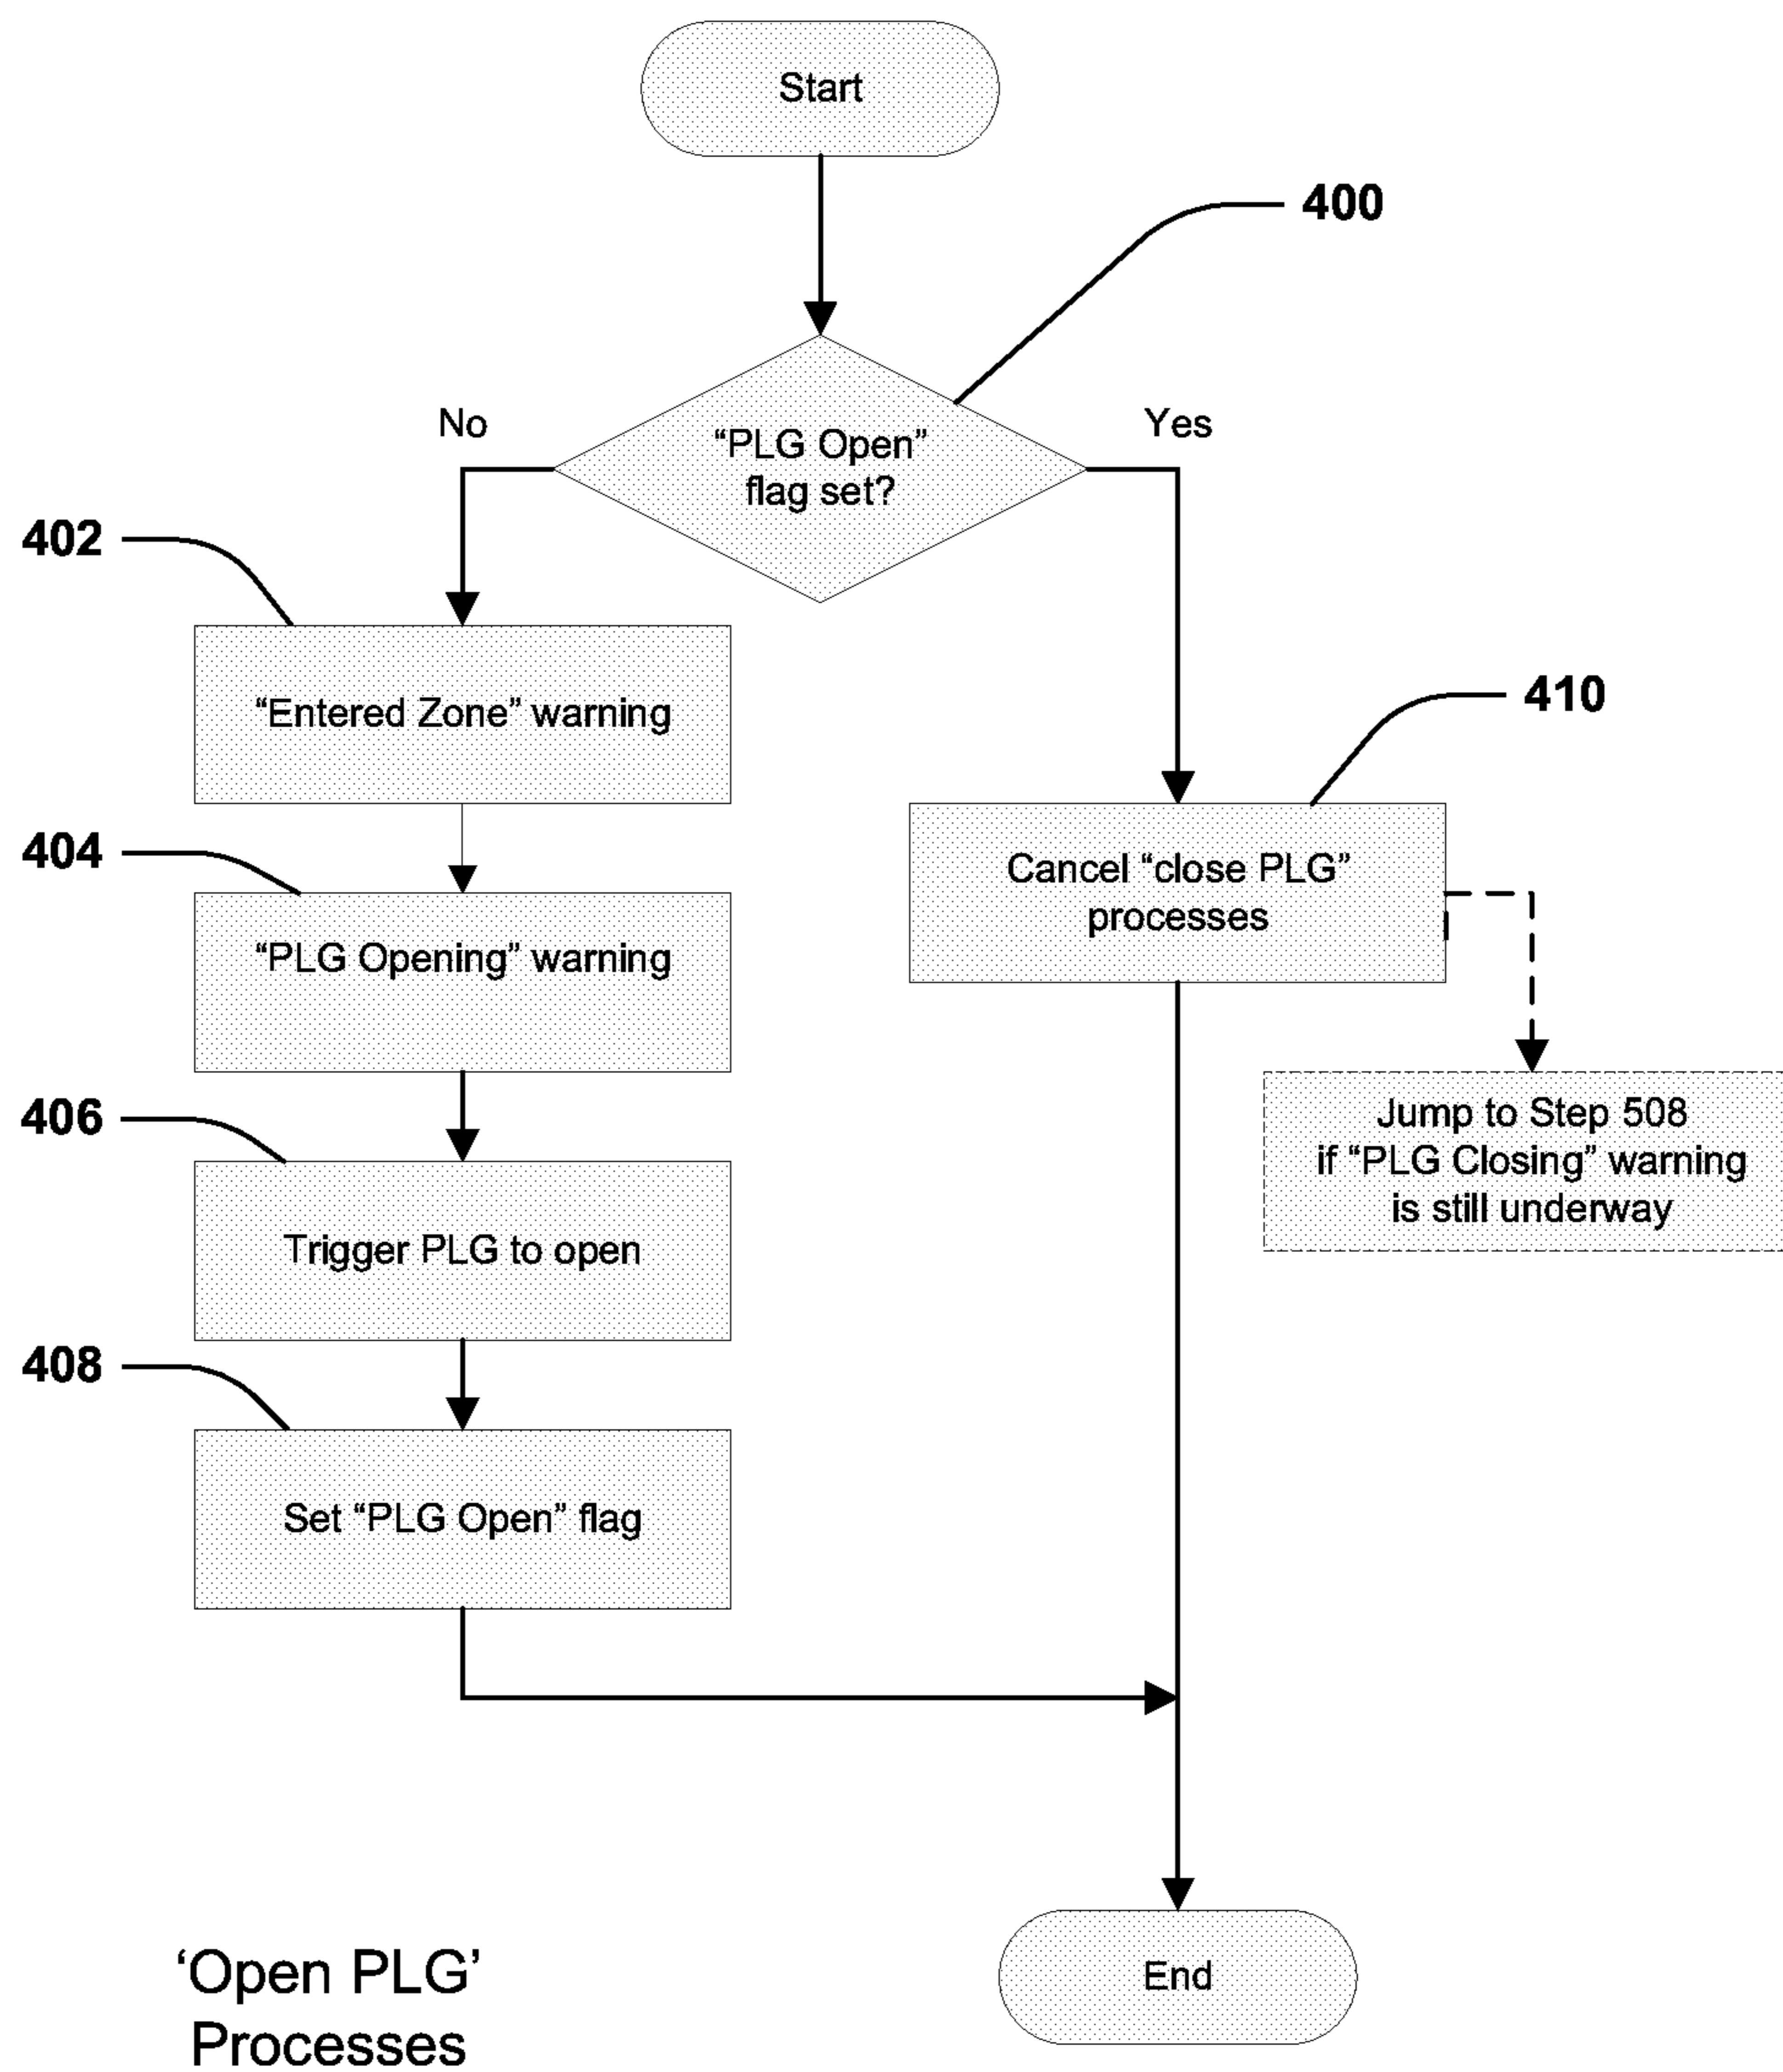 Start
400
No
Yes
“PLG Open”
flag set?
402
“Entered Zone” warning
410
404
Cancel “close PLG”
processes
“PLG Opening” warning
406
Jump to Step 508
if “PLG Closing” warning
is still underway
Trigger PLG to open
408
Set “PLG Open” flag
End
‘Open PLG’
Processes